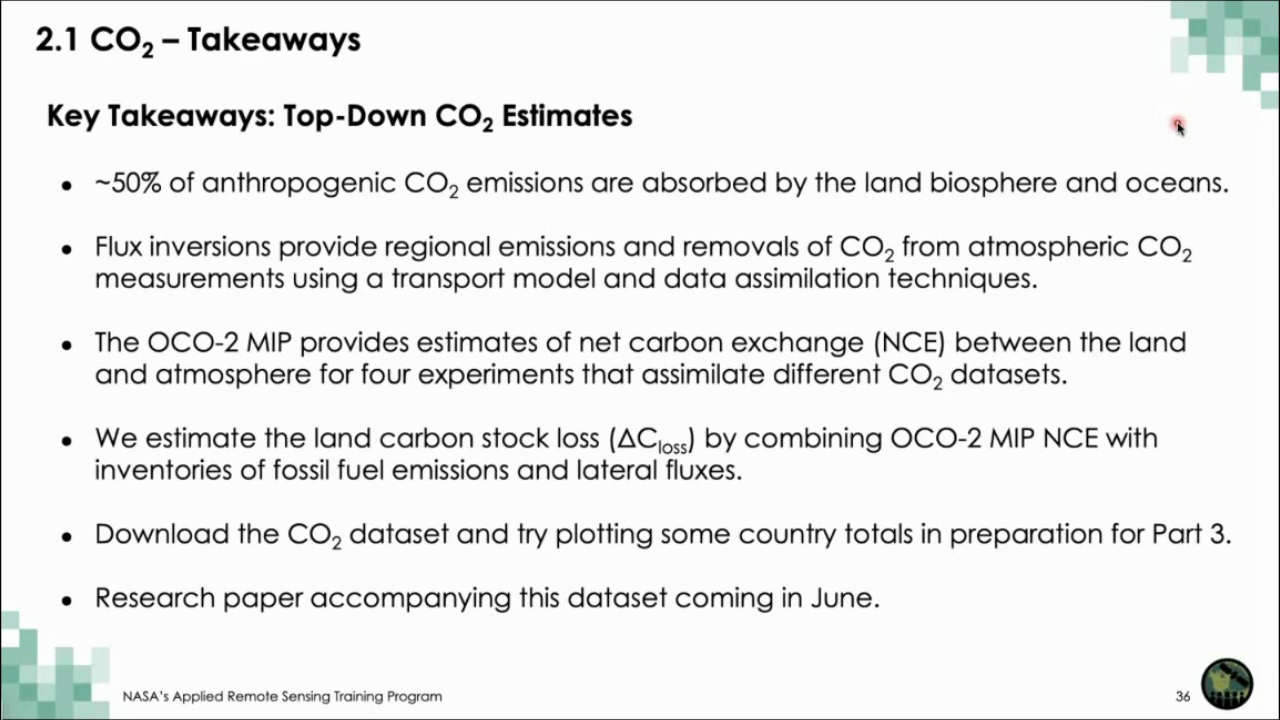 2.1 CO₂ – Takeaways
Key Takeaways: Top-Down CO₂ Estimates
• ~50% of anthropogenic CO₂ emissions are absorbed by the land biosphere and oceans.
• Flux inversions provide regional emissions and removals of CO₂ from atmospheric CO₂
measurements using a transport model and data assimilation techniques.
• The OCO-2 MIP provides estimates of net carbon exchange (NCE) between the land
and atmosphere for four experiments that assimilate different CO₂ datasets.
• We estimate the land carbon stock loss (ΔCloss) by combining OCO-2 MIP NCE with
inventories of fossil fuel emissions and lateral fluxes.
• Download the CO₂ dataset and try plotting some country totals in preparation for Part 3.
• Research paper accompanying this dataset coming in June.
NASA's Applied Remote Sensing Training Program
36